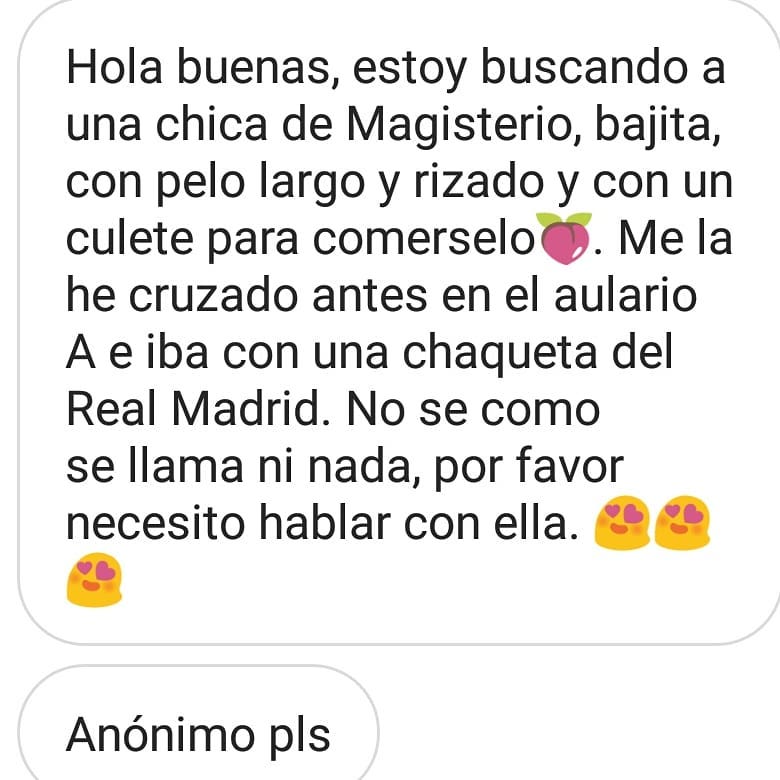 Hola buenas, estoy buscando a
una chica de Magisterio, bajita,
con pelo largo y rizado y con un
culete para comerselo🍑. Me la
he cruzado antes en el aulario
A e iba con una chaqueta del
Real Madrid. No se como
se llama ni nada, por favor
necesito hablar con ella. 😍😍
😍
Anónimo pls